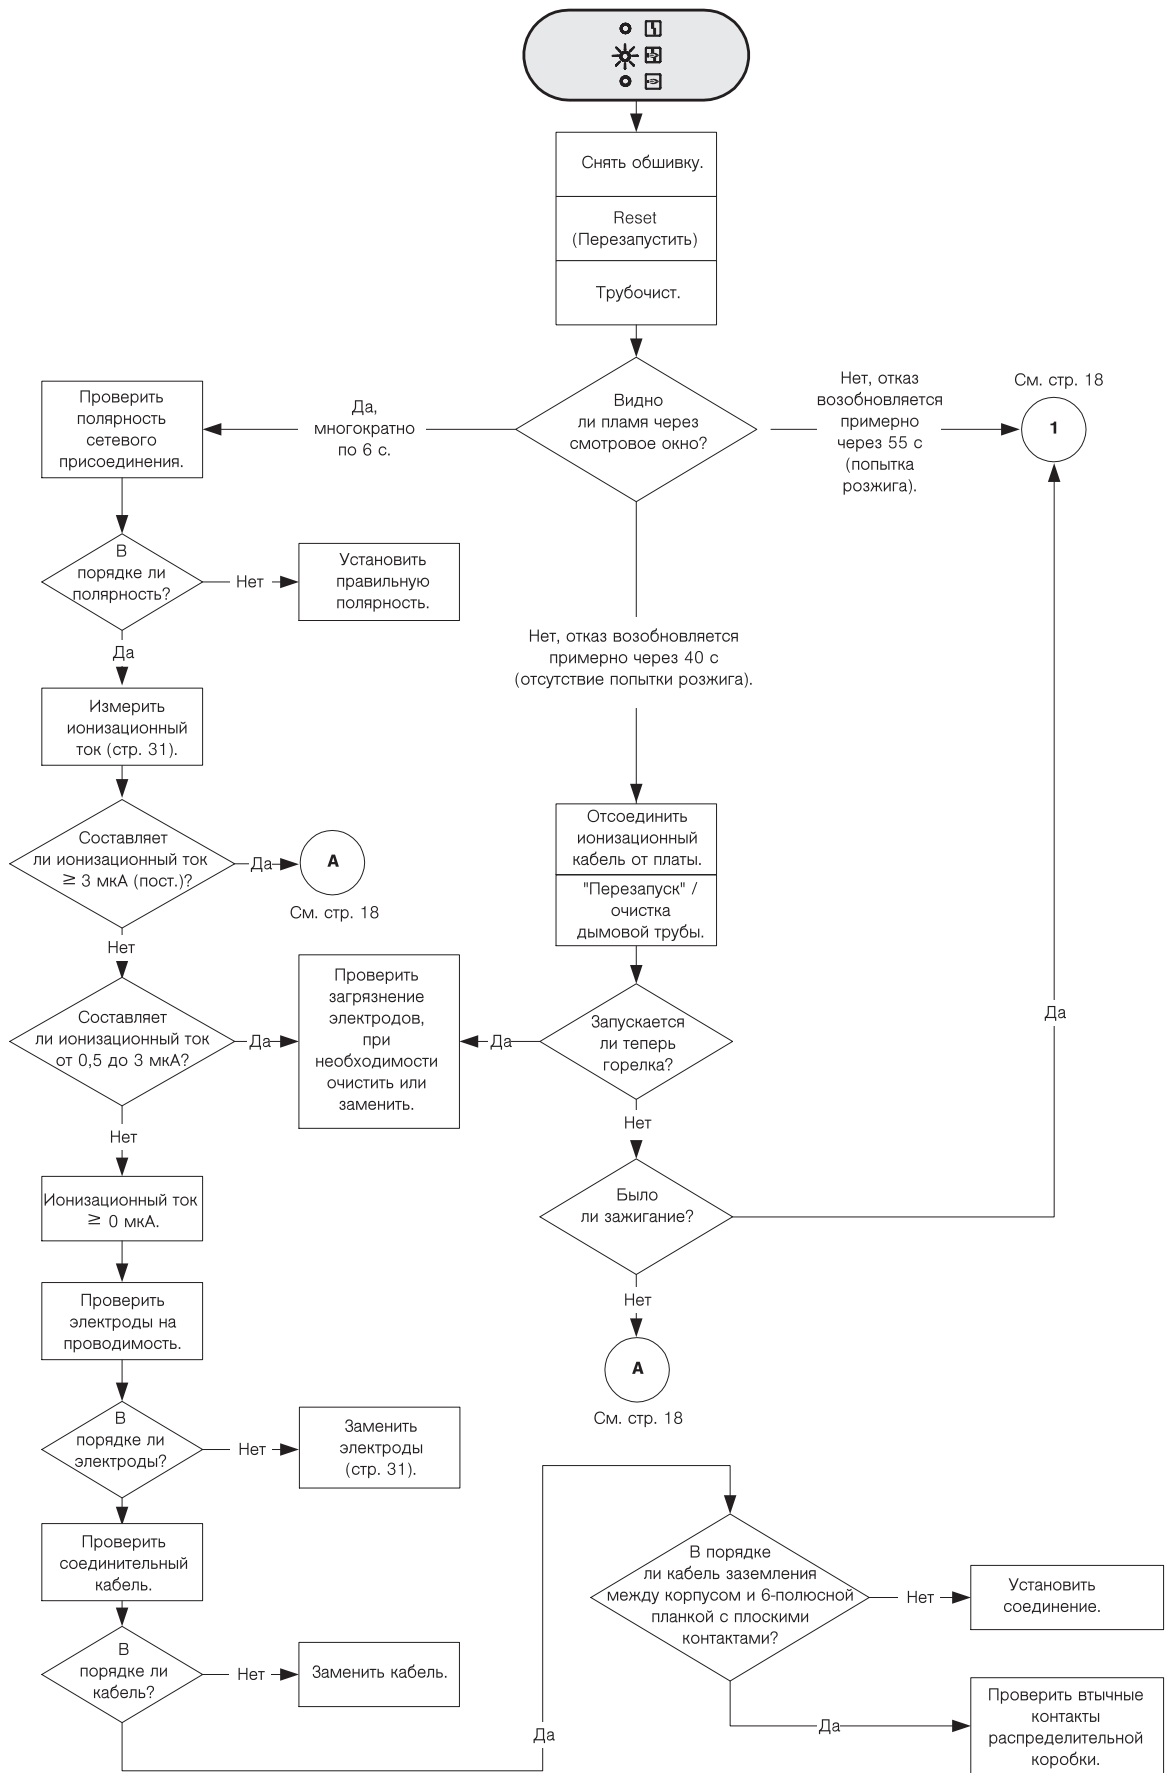 Снять обшивку.
Reset
(Перезапустить)
Трубочист.
Видно
ли пламя через
смотровое окно?
Да,
многократно
по 6 с.
Нет, отказ
возобновляется
примерно
через 55 с
(попытка
розжига).
См. стр. 18
1
Проверить
полярность
сетевого
присоединения.
В
порядке ли
полярность?
Нет
Установить
правильную
полярность.
Да
Нет, отказ возобновляется
примерно через 40 с
(отсутствие попытки розжига).
Измерить
ионизационный
ток (стр. 31).
Составляет
ли ионизационный ток
≧ 3 мкА (пост.)?
Да
А
См. стр. 18
Нет
Отсоединить
ионизационный
кабель от платы.
"Перезапуск" /
очистка
дымовой трубы.
Составляет
ли ионизационный ток
от 0,5 до 3 мкА?
Да
Проверить
загрязнение
электродов,
при
необходимости
очистить или
заменить.
Да
Запускается
ли теперь
горелка?
Да
Нет
Нет
Ионизационный ток
≧ 0 мкА.
Было
ли зажигание?
Нет
А
См. стр. 18
Проверить
электроды на
проводимость.
В
порядке ли
электроды?
Нет
Заменить
электроды
(стр. 31).
Проверить
соединительный
кабель.
В
порядке ли
кабель?
Нет
Заменить кабель.
Да
В порядке
ли кабель заземления
между корпусом и 6-полюсной
планкой с плоскими
контактами?
Нет
Установить
соединение.
Да
Проверить втычные
контакты
распределительной
коробки.